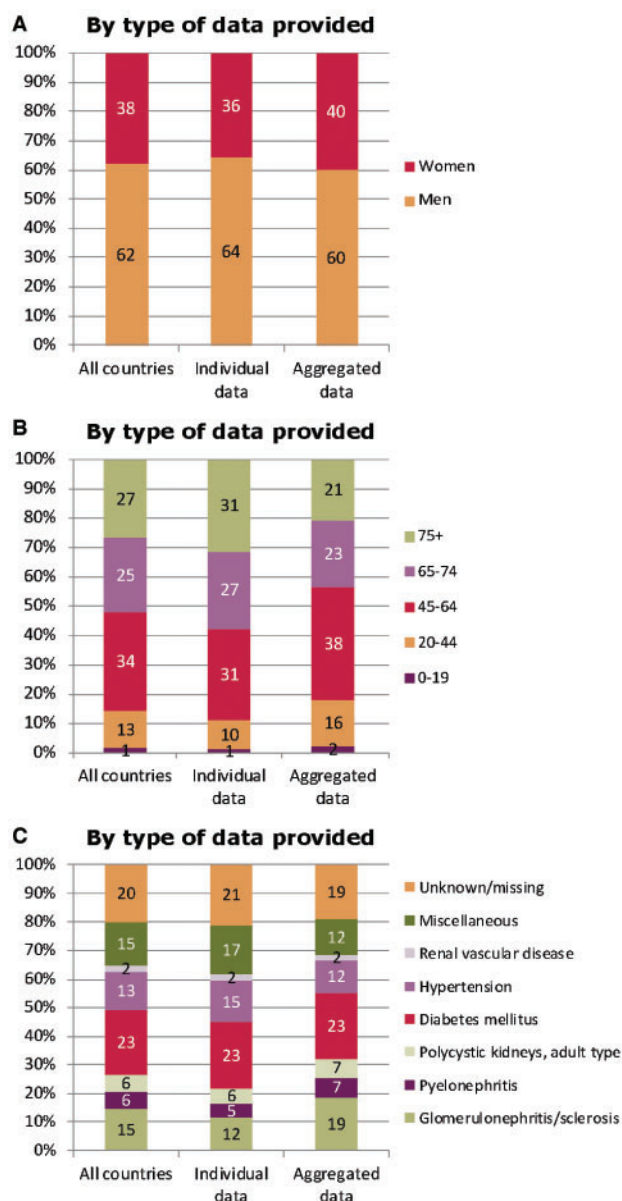 A By type of data provided
100%
90%
80%
70%
60%
50%
40%
30%
20%
10%
0%
38 36 40
62 64 60
All countries Individual data Aggregated data
Women
Men
B By type of data provided
100%
90%
80%
70%
60%
50%
40%
30%
20%
10%
0%
27 31 21
25 27 23
34 31 38
13 10 16
1 1 2
All countries Individual data Aggregated data
75+
65-74
45-64
20-44
0-19
C By type of data provided
100%
90%
80%
70%
60%
50%
40%
30%
20%
10%
0%
20 21 19
15 17 12
2 2 2
13 15 12
23 23 23
6 6 7
6 5 7
15 12 19
All countries Individual data Aggregated data
Unknown/missing
Miscellaneous
Renal vascular disease
Hypertension
Diabetes mellitus
Polycystic kidneys, adult type
Pyelonephritis
Glomerulonephritis/sclerosis